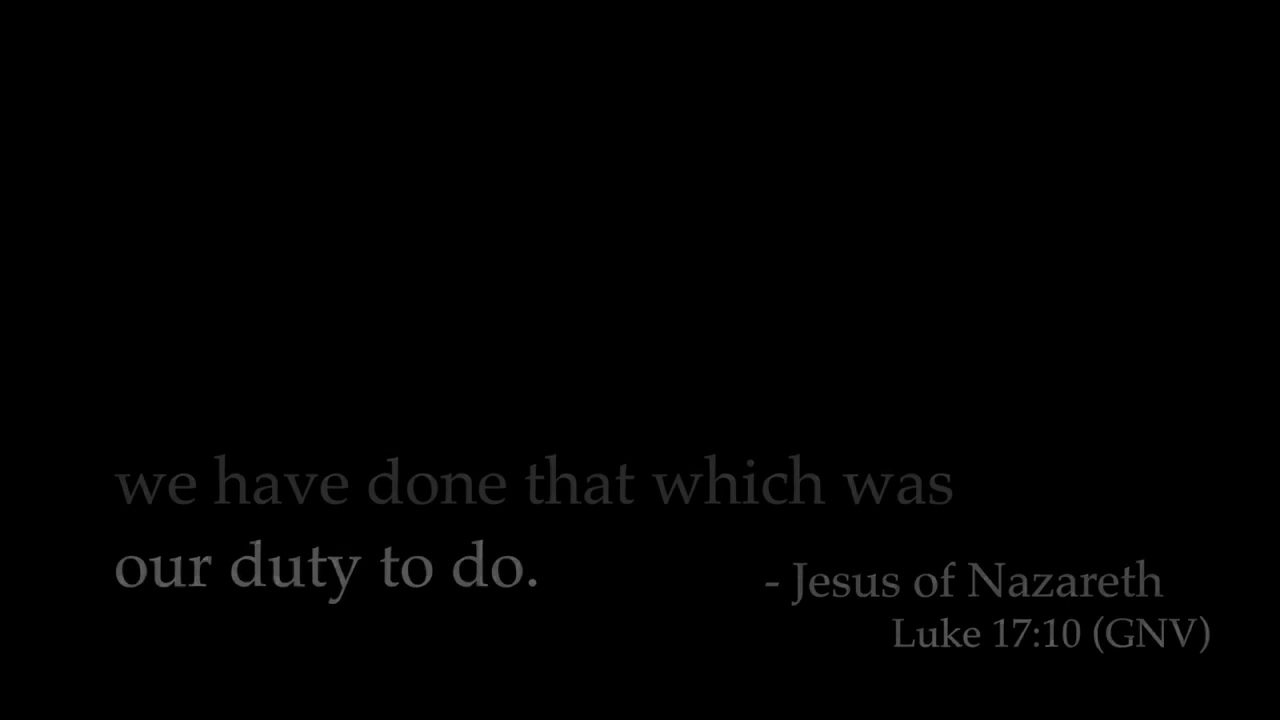 we have done that which was
our duty to do.
- Jesus of Nazareth
Luke 17:10 (GNV)